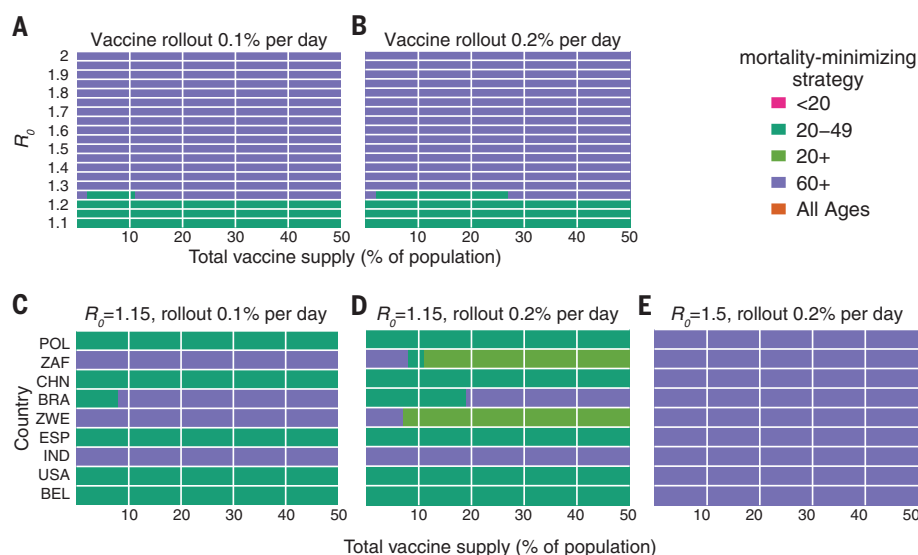 A
Vaccine rollout 0.1% per day
B
Vaccine rollout 0.2% per day
R0
2
1.9
1.8
1.7
1.6
1.5
1.4
1.3
1.2
1.1
10 20 30 40 50
10 20 30 40 50
Total vaccine supply (% of population)
mortality-minimizing
strategy
<20
20–49
20+
60+
All Ages
C
R0=1.15, rollout 0.1% per day
D
R0=1.15, rollout 0.2% per day
E
R0=1.5, rollout 0.2% per day
Country
POL
ZAF
CHN
BRA
ZWE
ESP
IND
USA
BEL
10 20 30 40 50
10 20 30 40 50
10 20 30 40 50
Total vaccine supply (% of population)